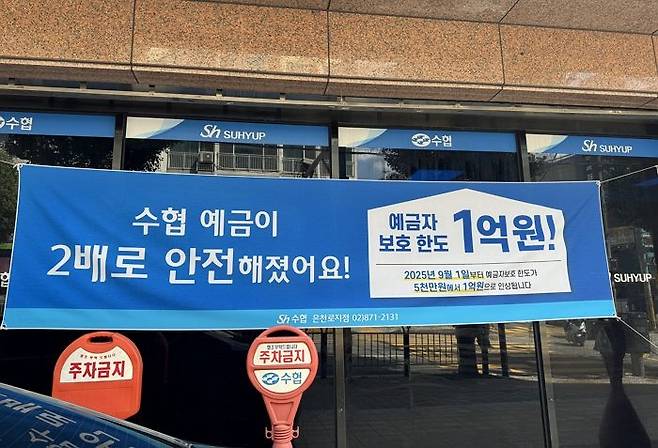 수협
Sh SUHYUP
수협
Sh SUHYUP
수협 예금이
2배로 안전해졌어요!
예금자
보호 한도 1억원!
2025년 9월 1일부터 예금자보호 한도가
5천만원에서 1억원으로 인상됩니다
Sh수협 은천로지점 02)871-2131
SUHYUP
주차금지
주차금지
수협